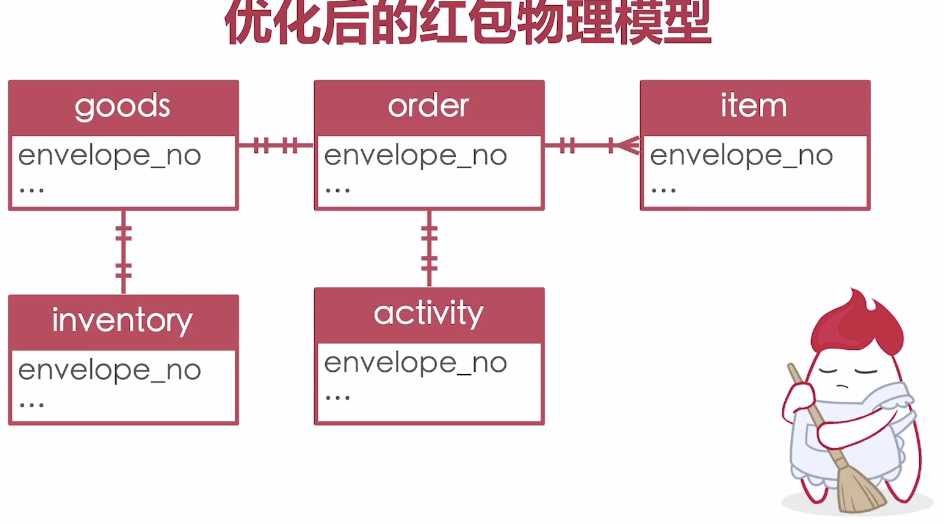 优化后的红包物理模型
goods
envelope_no
...
order
envelope_no
...
item
envelope_no
...
inventory
envelope_no
...
activity
envelope_no
...